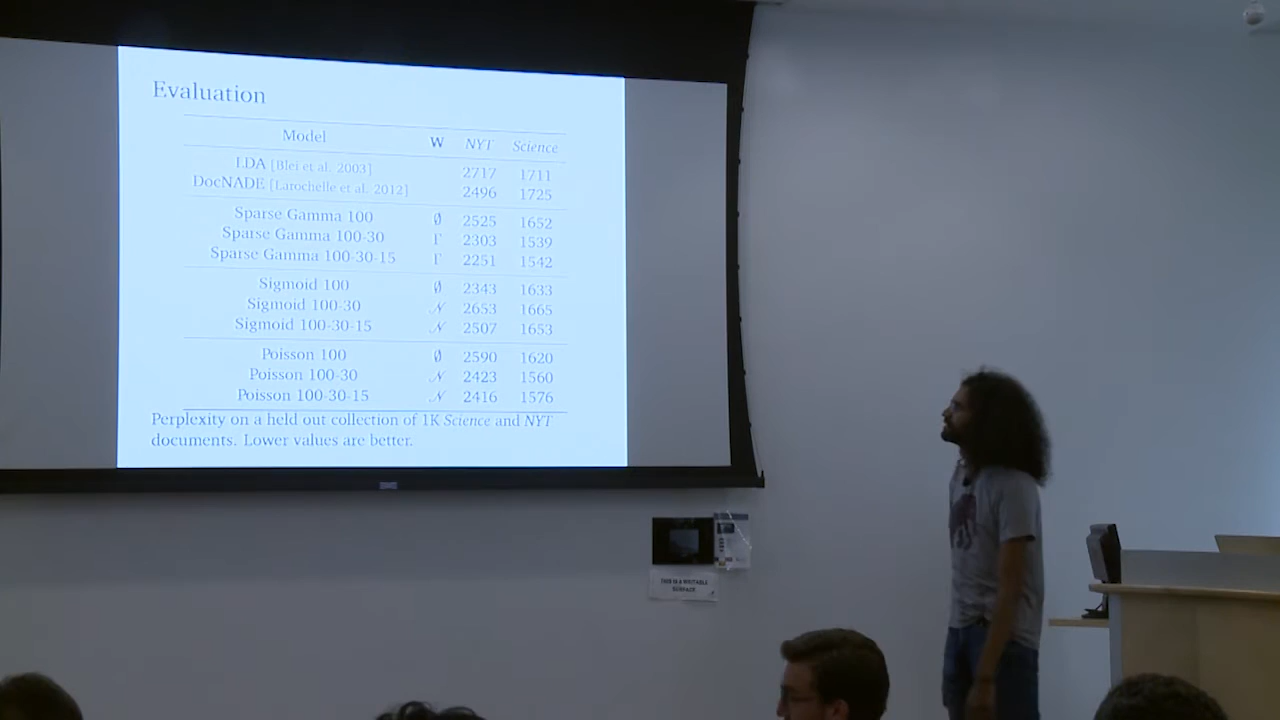 Evaluation
Model W NYT Science
LDA [Blei et al. 2003] 2717 1711
DocNADE [Larochelle et al. 2012] 2496 1725
Sparse Gamma 100 ∅ 2525 1652
Sparse Gamma 100-30 Γ 2303 1539
Sparse Gamma 100-30-15 Γ 2251 1542
Sigmoid 100 ∅ 2343 1633
Sigmoid 100-30 𝒩 2653 1665
Sigmoid 100-30-15 𝒩 2507 1653
Poisson 100 ∅ 2590 1620
Poisson 100-30 𝒩 2423 1560
Poisson 100-30-15 𝒩 2416 1576
Perplexity on a held out collection of 1K Science and NYT
documents. Lower values are better.
THIS IS A WRITABLE
SURFACE